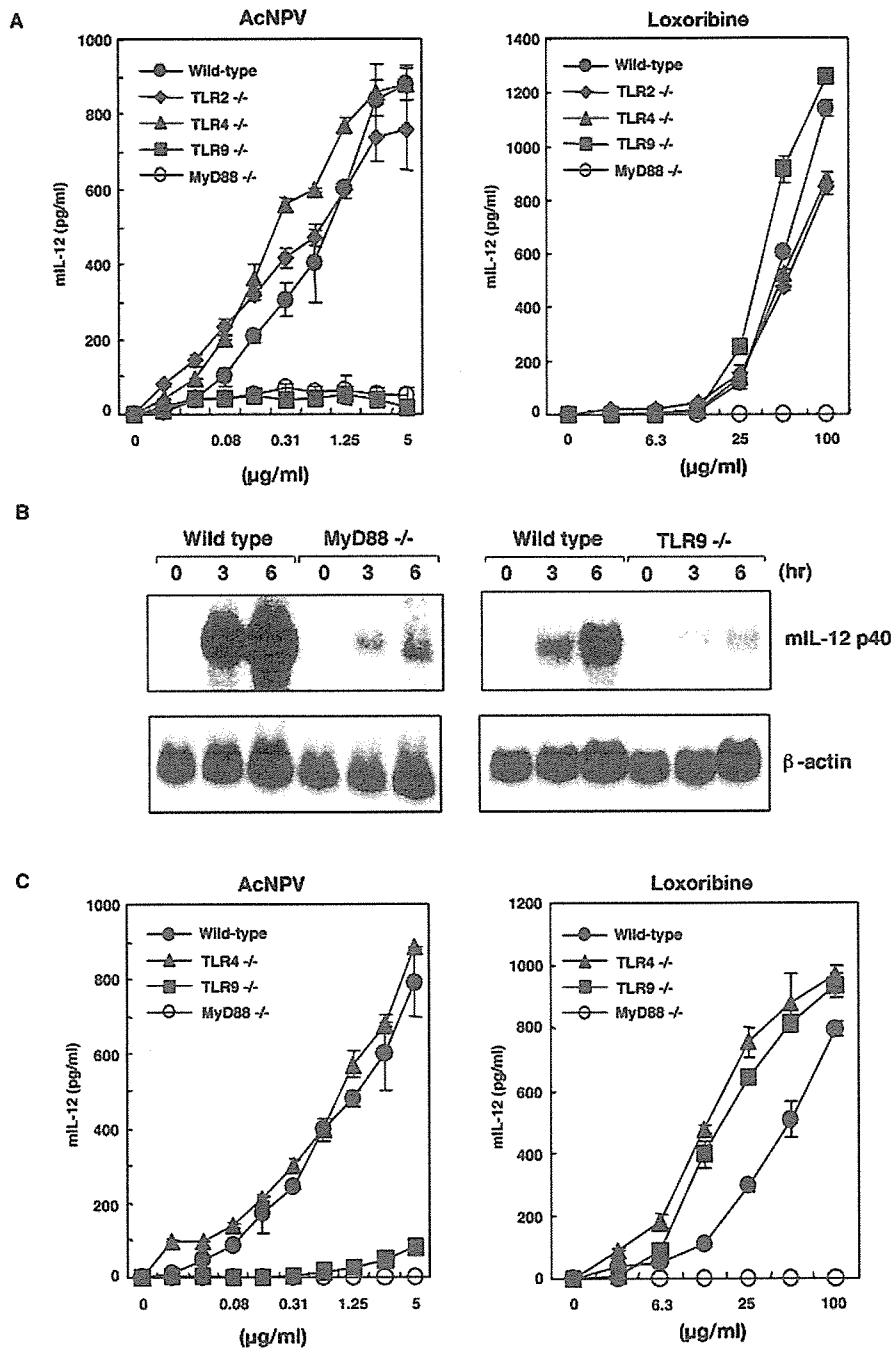 A
AcNPV
1000
800
600
400
200
0
mIL-12 (pg/ml)
Wild-type
TLR2 -/-
TLR4 -/-
TLR9 -/-
MyD88 -/-
0 0.08 0.31 1.25 5
(µg/ml)
Loxoribine
1400
1200
1000
800
600
400
200
0
mIL-12 (pg/ml)
Wild-type
TLR2 -/-
TLR4 -/-
TLR9 -/-
MyD88 -/-
0 6.3 25 100
(µg/ml)
B
Wild type MyD88 -/- Wild type TLR9 -/-
0 3 6 0 3 6 0 3 6 0 3 6 (hr)
mIL-12 p40
β-actin
C
AcNPV
1000
800
600
400
200
0
mIL-12 (pg/ml)
Wild-type
TLR4 -/-
TLR9 -/-
MyD88 -/-
0 0.08 0.31 1.25 5
(µg/ml)
Loxoribine
1200
1000
800
600
400
200
0
mIL-12 (pg/ml)
Wild-type
TLR4 -/-
TLR9 -/-
MyD88 -/-
0 6.3 25 100
(µg/ml)